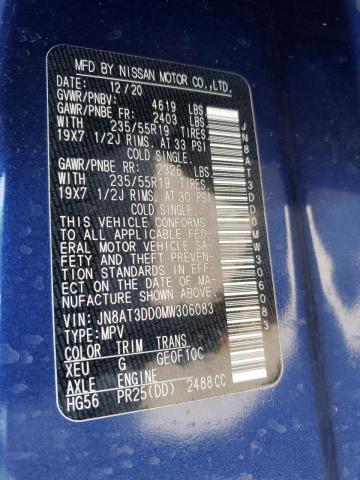 MFD BY NISSAN MOTOR CO.,LTD.
DATE: 12/20
GVWR/PNBV: 4619 LBS
GAWR/PNBE FR: 2403 LBS.
WITH 235/55R19 TIRES.
19X7 1/2J RIMS, AT 33 PSI
COLD SINGLE.
GAWR/PNBE RR: 2326 LBS.
WITH 235/55R19 TIRES.
19X7 1/2J RIMS, AT 30 PSI
COLD SINGLE.
THIS VEHICLE CONFORMS
TO ALL APPLICABLE FED-
ERAL MOTOR VEHICLE SA-
FETY AND THEFT PREVEN-
TION STANDARDS IN EFF-
ECT ON THE DATE OF MA-
NUFACTURE SHOWN ABOVE.
VIN: JN8AT3DD0MW306083
MPV
COLOR TRIM TRANS
XEU G GE0F10C
AXLE ENGINE
HG56 PR25(DD) 2488CC
JN8AT3DD0MW306083